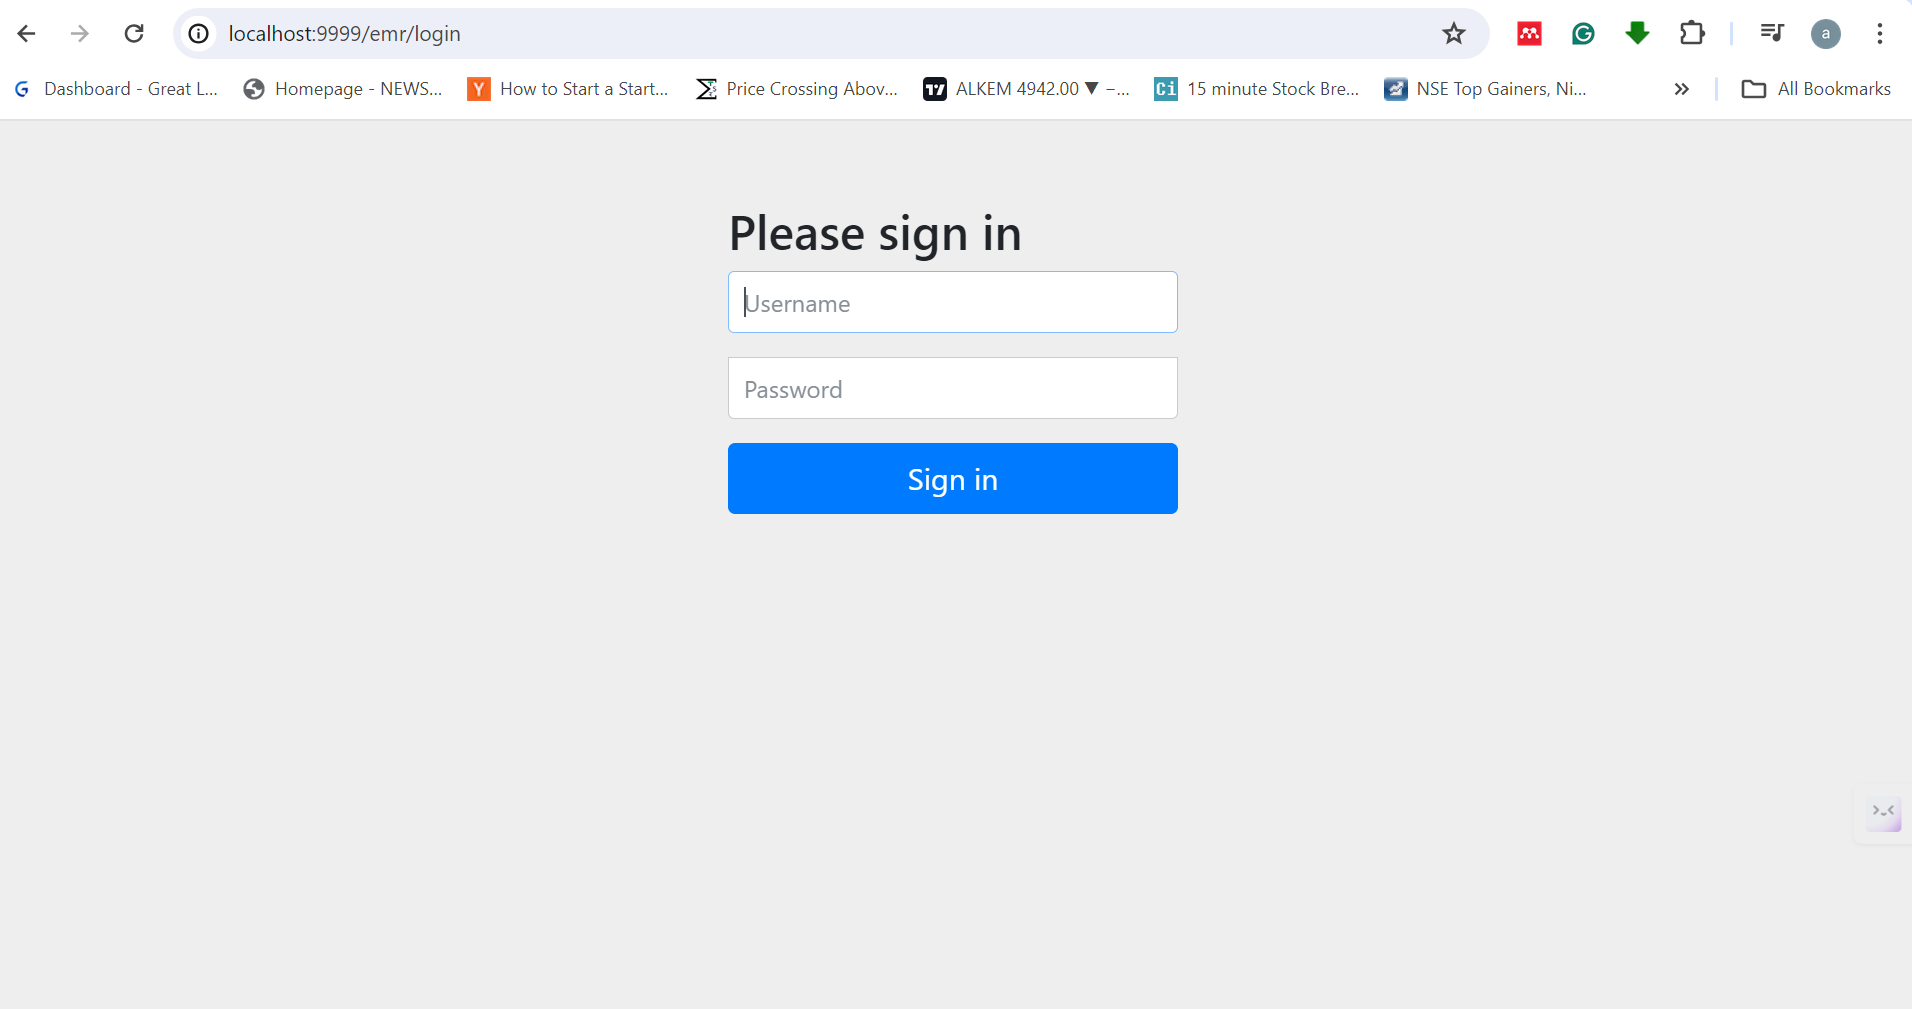 localhost:9999/emr/login
a
Dashboard - Great L... Homepage - NEWS... Y How to Start a Start... Price Crossing Abov... ALKEM 4942.00 ▼ –... Ci 15 minute Stock Bre... NSE Top Gainers, Ni... » All Bookmarks
Please sign in
Username
Password
Sign in